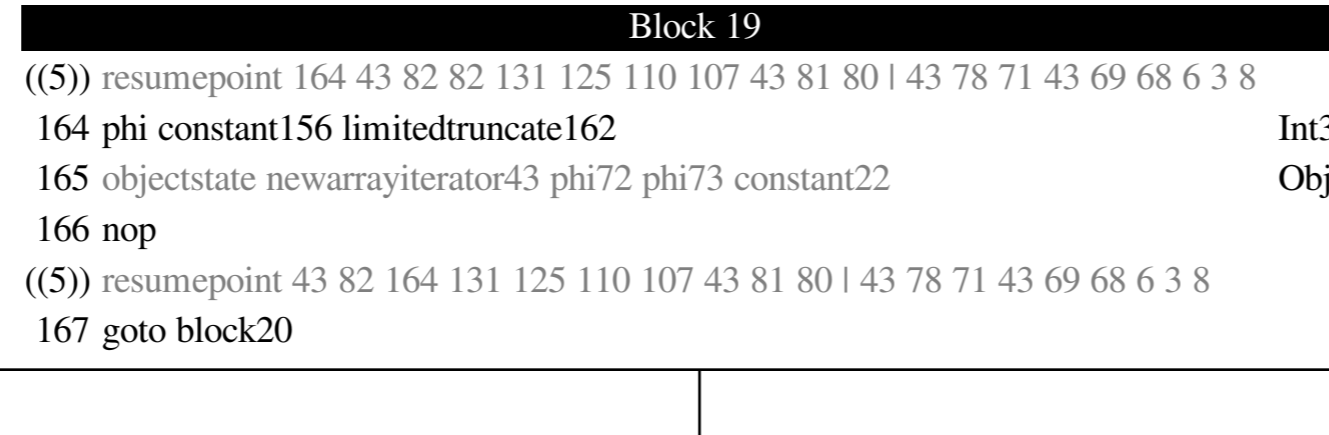 Block 19
((5)) resumepoint 164 43 82 82 131 125 110 107 43 81 80 | 43 78 71 43 69 68 6 3 8
164 phi constant156 limitedtruncate162 Int3
165 objectstate newarrayiterator43 phi72 phi73 constant22 Obj
166 nop
((5)) resumepoint 43 82 164 131 125 110 107 43 81 80 | 43 78 71 43 69 68 6 3 8
167 goto block20